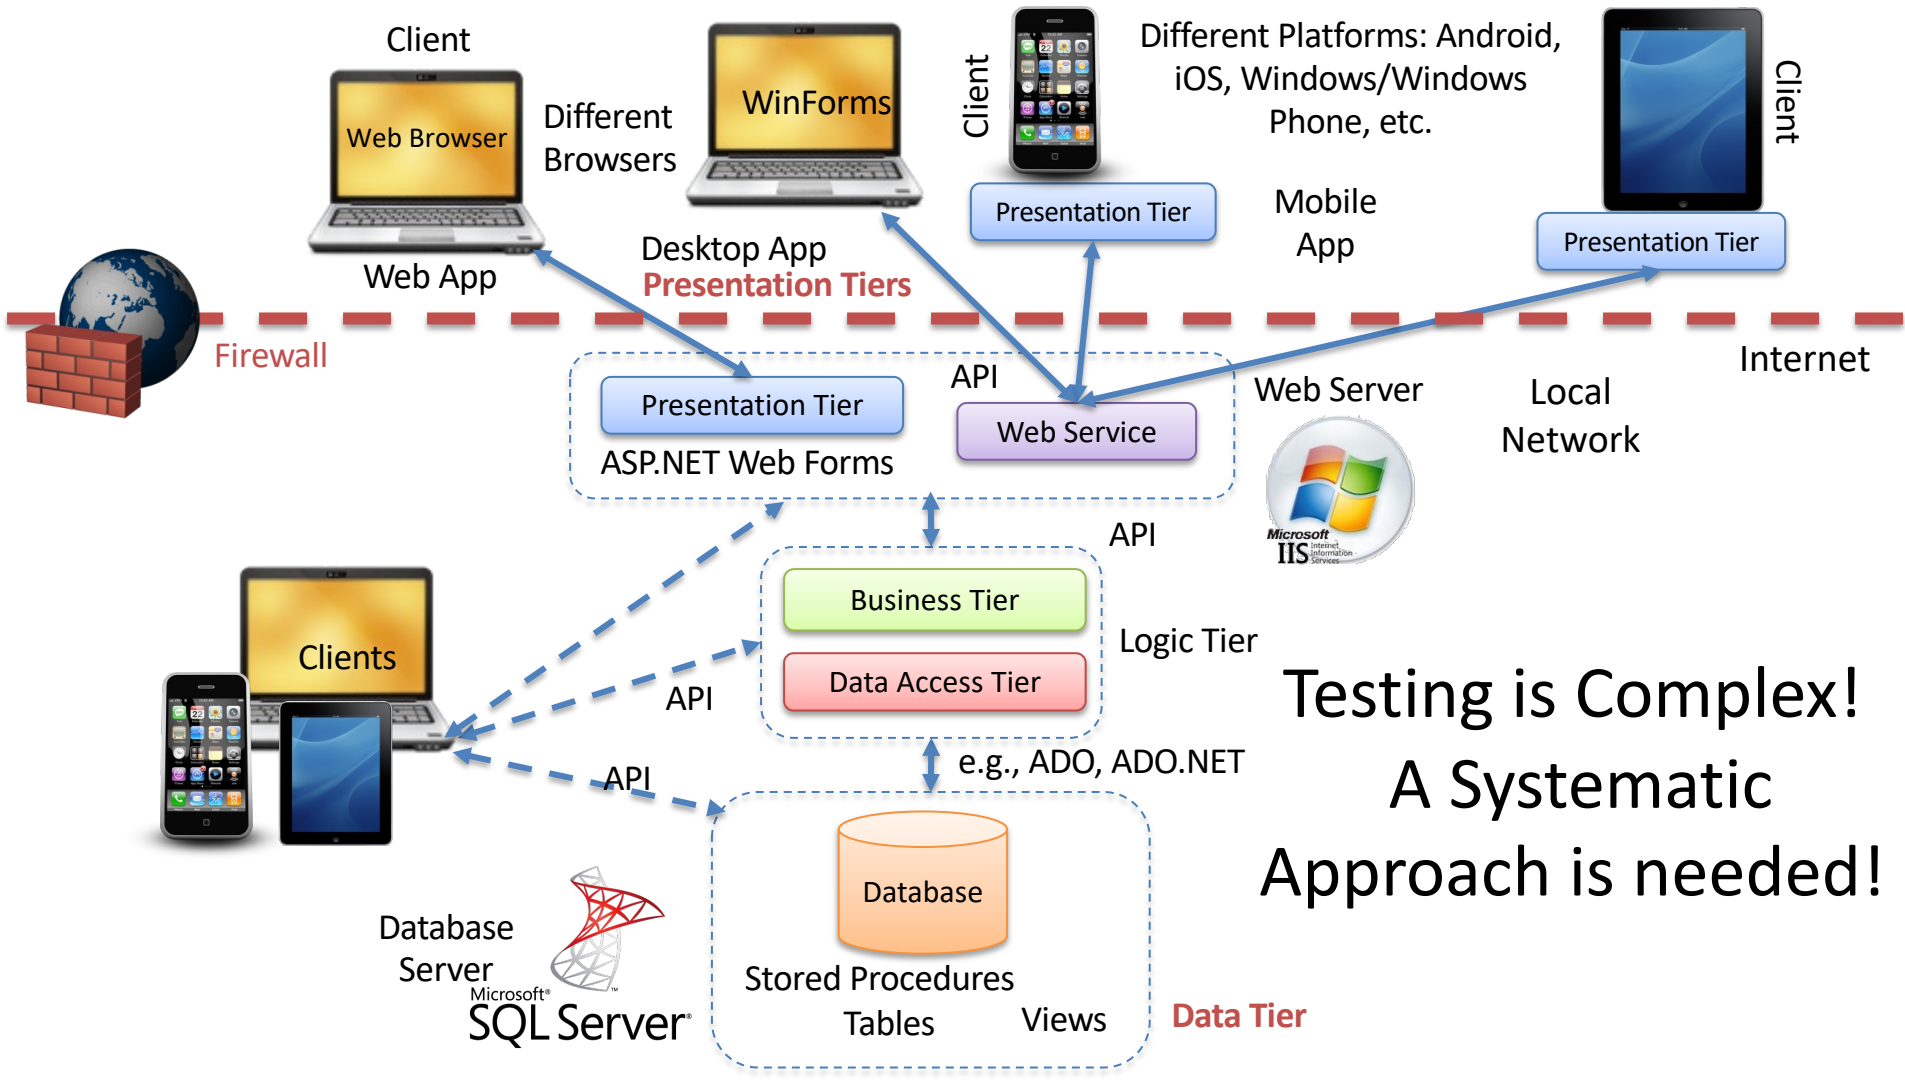 Client
Web Browser
Different
Browsers
WinForms
Client
Different Platforms: Android,
iOS, Windows/Windows
Phone, etc.
Client
Presentation Tier
Mobile
App
Presentation Tier
Web App
Desktop App
Presentation Tiers
Firewall
Internet
API
Presentation Tier
Web Service
ASP.NET Web Forms
Web Server
Local
Network
Microsoft
IIS Internet
Information
Services
API
Business Tier
Logic Tier
Data Access Tier
Clients
API
API
e.g., ADO, ADO.NET
Testing is Complex!
A Systematic
Approach is needed!
Database
Database
Server
Microsoft®
SQL Server®
Stored Procedures
Tables
Views
Data Tier